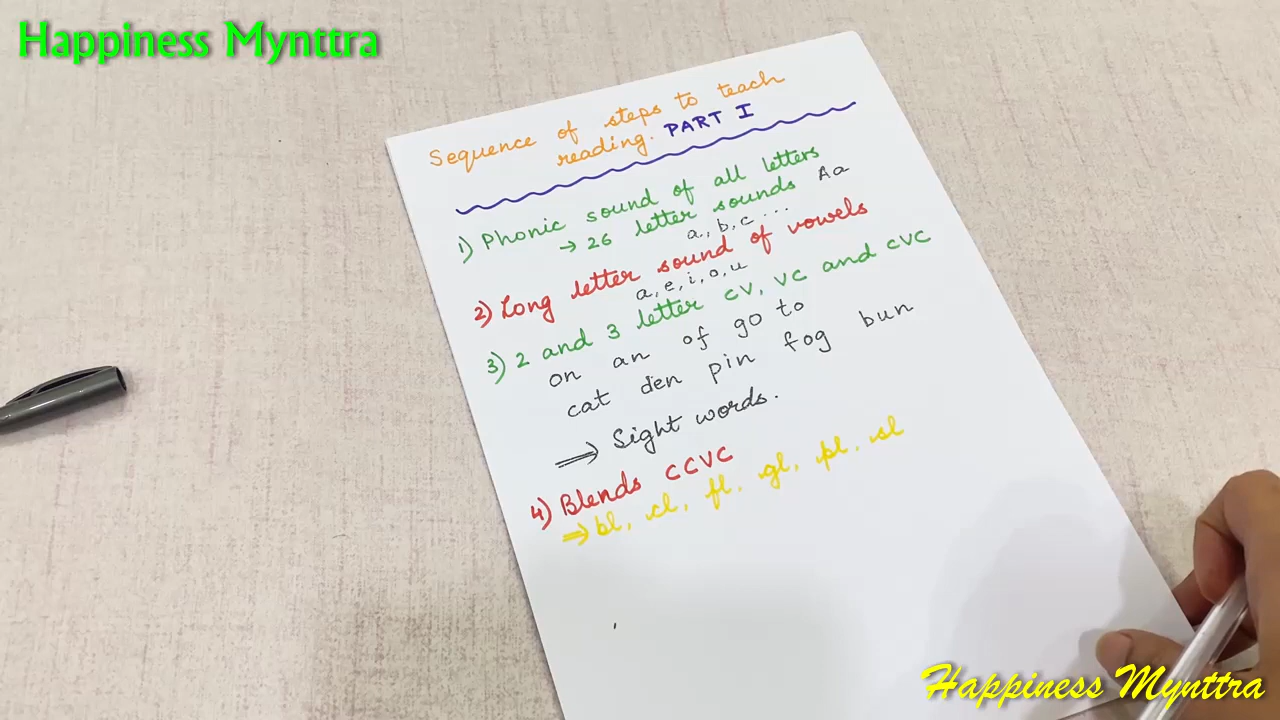 Happiness Mynttra
Sequence of steps to teach
reading. PART I
1) Phonic sound of all letters
→ 26 letter sounds Aa
a, b, c ...
2) Long letter sound of vowels
a, e, i, o, u
3) 2 and 3 letter CV, VC and CVC
on an of go to
cat den pin fog bun
⇒ Sight words.
4) Blends CCVC
⇒ bl, cl, fl, gl, pl, sl
Happiness Mynttra